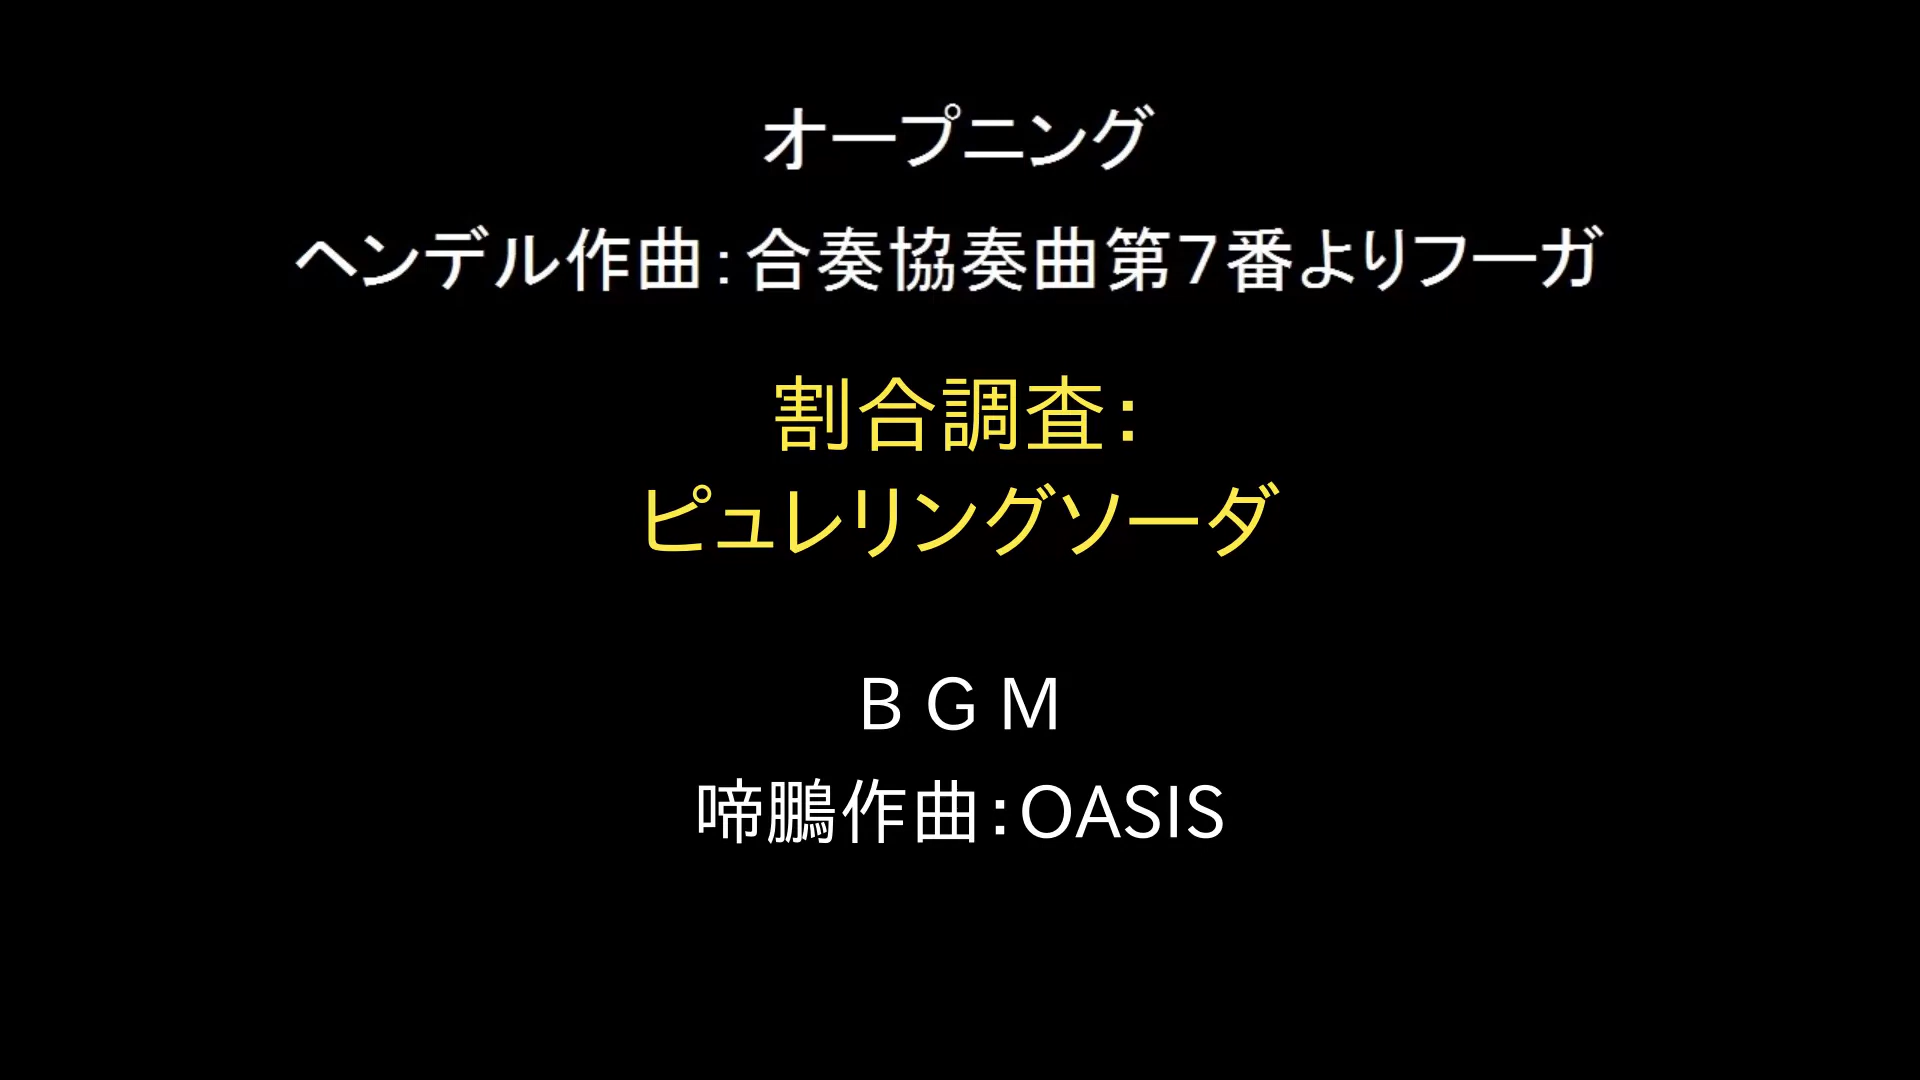 オープニング
ヘンデル作曲：合奏協奏曲第７番よりフーガ
割合調査：
ピュレリングソーダ
ＢＧＭ
啼鵬作曲：OASIS